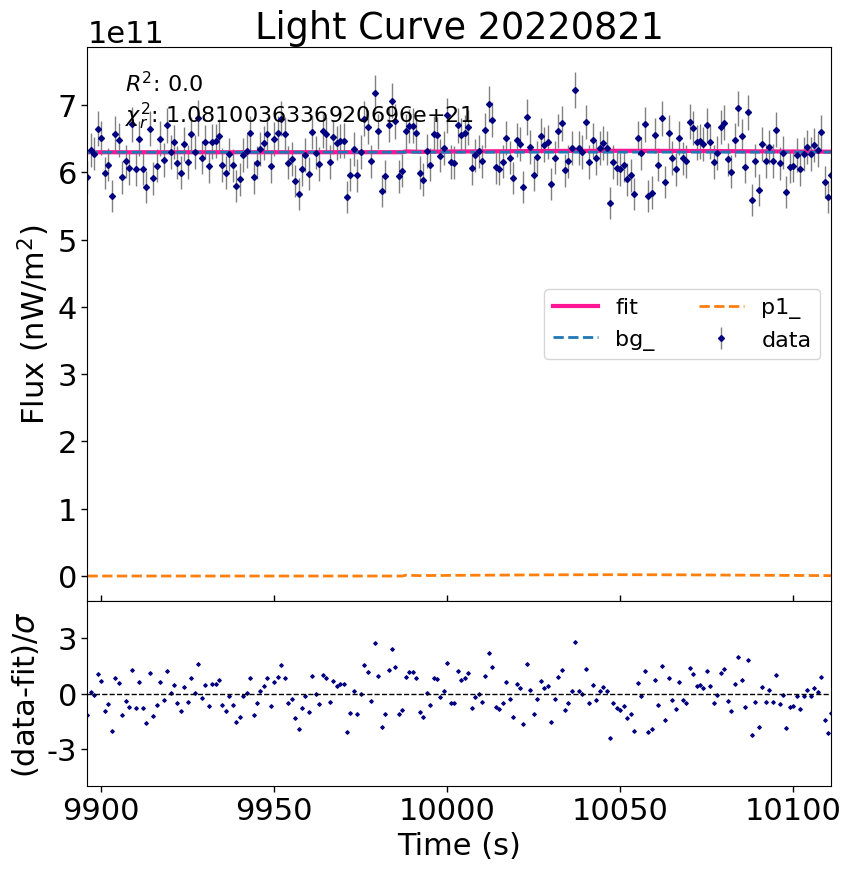 Light Curve 20220821
1e11
R²: 0.0
χ²ᵣ: 1.0810036336920696e+21
7
6
5
4
3
2
1
0
Flux (nW/m²)
fit
bg_
p1_
data
3
0
-3
(data-fit)/σ
9900 9950 10000 10050 10100
Time (s)